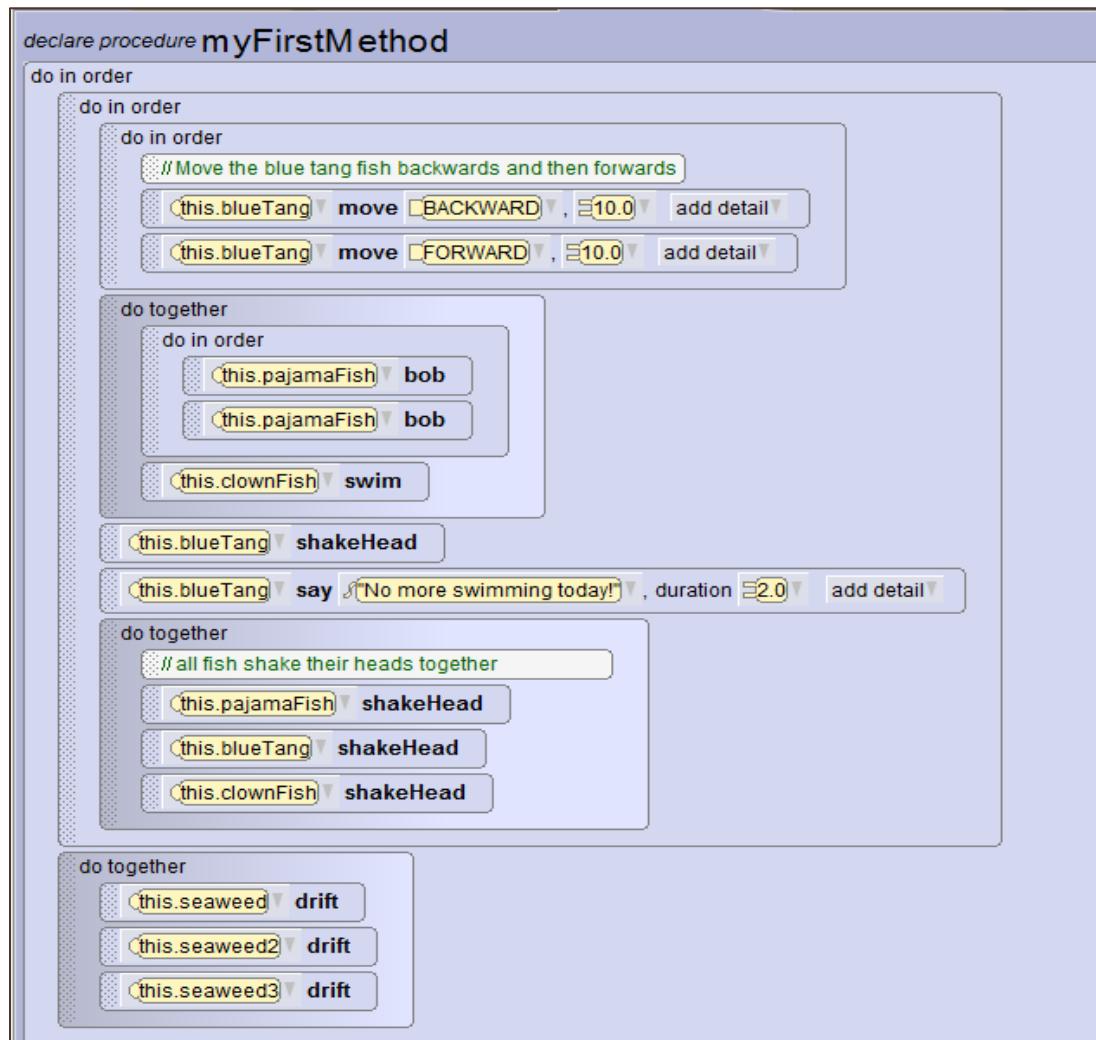 declare procedure myFirstMethod
do in order
do in order
do in order
//Move the blue tang fish backwards and then forwards
this.blueTang move BACKWARD , 10.0 add detail
this.blueTang move FORWARD , 10.0 add detail
do together
do in order
this.pajamaFish bob
this.pajamaFish bob
this.clownFish swim
this.blueTang shakeHead
this.blueTang say "No more swimming today!" , duration 2.0 add detail
do together
// all fish shake their heads together
this.pajamaFish shakeHead
this.blueTang shakeHead
this.clownFish shakeHead
do together
this.seaweed drift
this.seaweed2 drift
this.seaweed3 drift